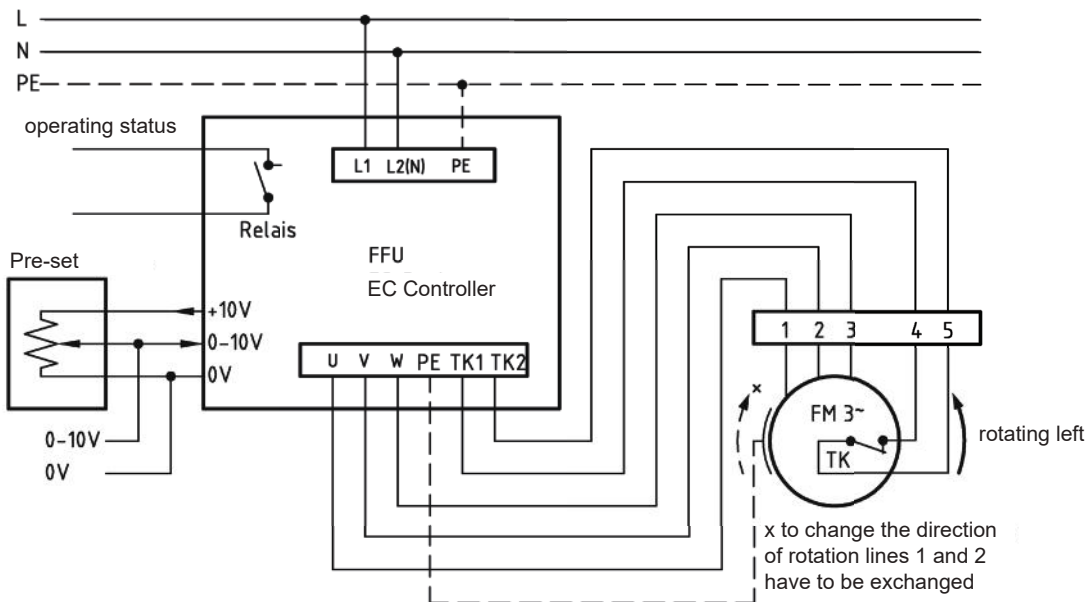 L
N
PE
operating status
L1 L2(N) PE
Relais
FFU
EC Controller
Pre-set
+10V
0-10V
0V
U V W PE TK1 TK2
0-10V
0V
1 2 3 4 5
x
FM 3~
TK
rotating left
x to change the direction
of rotation lines 1 and 2
have to be exchanged